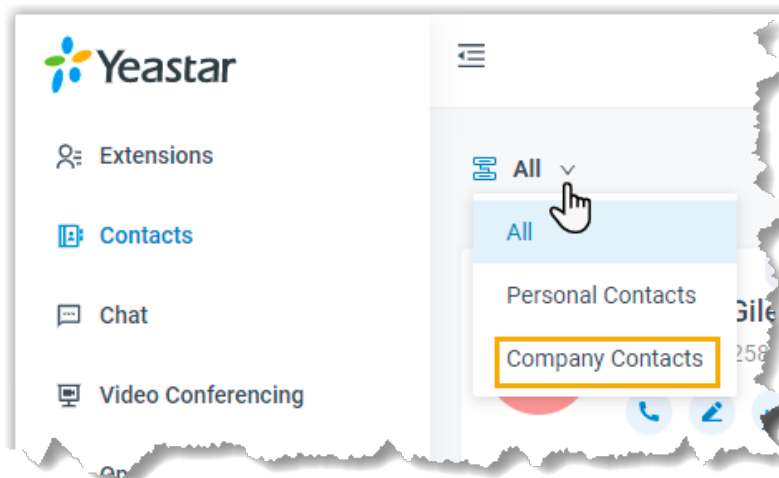 Yeastar
Extensions
All
Contacts
All
Personal Contacts
Chat
Company Contacts
Video Conferencing